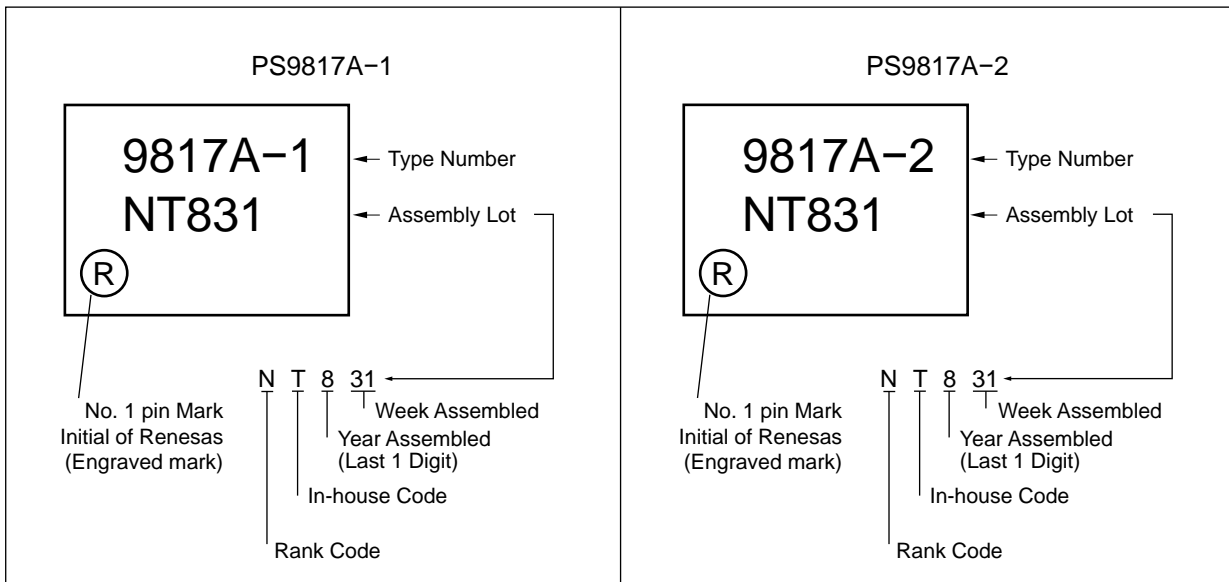 PS9817A−1
9817A−1
Type Number
NT831
Assembly Lot
R
N T 8 31
No. 1 pin Mark
Initial of Renesas
(Engraved mark)
Week Assembled
Year Assembled
(Last 1 Digit)
In-house Code
Rank Code
PS9817A−2
9817A−2
Type Number
NT831
Assembly Lot
R
N T 8 31
No. 1 pin Mark
Initial of Renesas
(Engraved mark)
Week Assembled
Year Assembled
(Last 1 Digit)
In-house Code
Rank Code